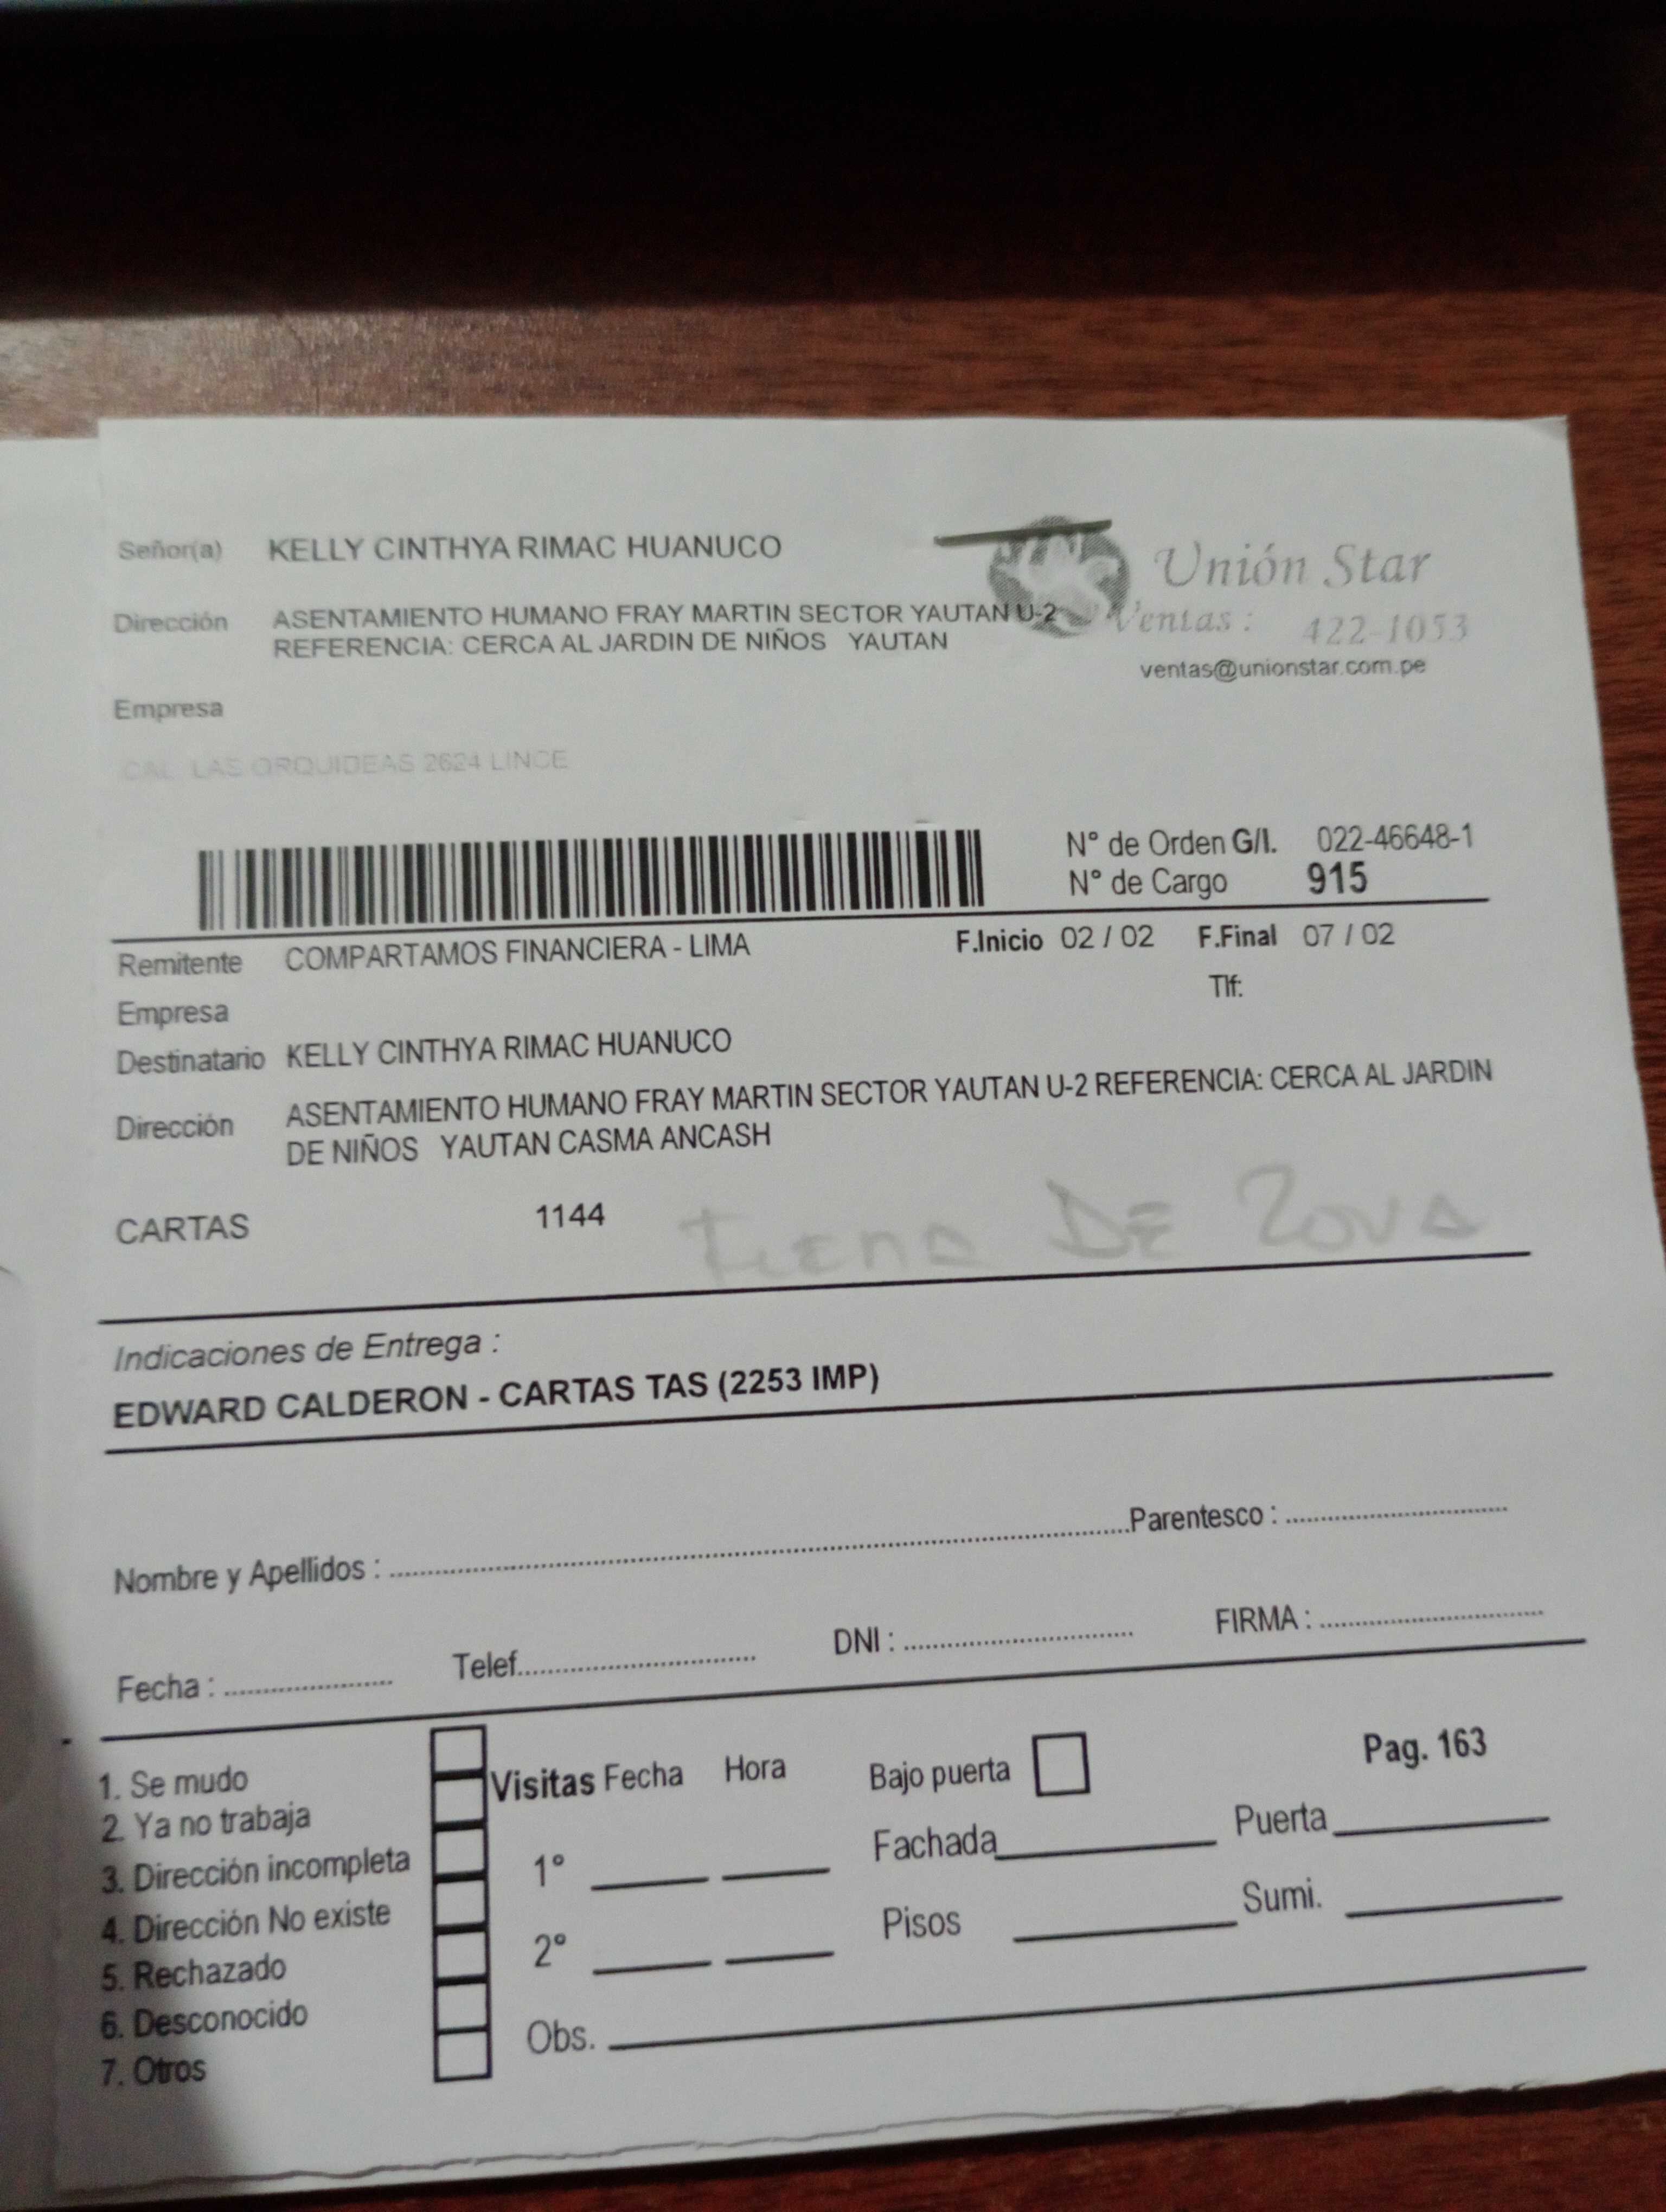 Señor(a) KELLY CINTHYA RIMAC HUANUCO
Unión Star
Dirección ASENTAMIENTO HUMANO FRAY MARTIN SECTOR YAUTAN U-2
REFERENCIA: CERCA AL JARDIN DE NIÑOS YAUTAN
Ventas: 422-1053
ventas@unionstar.com.pe
Empresa
CAL LAS ORQUIDEAS 2624 LINCE
N° de Orden G/I. 022-46648-1
N° de Cargo 915
Remitente COMPARTAMOS FINANCIERA - LIMA F.Inicio 02 / 02 F.Final 07 / 02
Tlf:
Empresa
Destinatario KELLY CINTHYA RIMAC HUANUCO
Dirección ASENTAMIENTO HUMANO FRAY MARTIN SECTOR YAUTAN U-2 REFERENCIA: CERCA AL JARDIN
DE NIÑOS YAUTAN CASMA ANCASH
CARTAS 1144 DE
Indicaciones de Entrega :
EDWARD CALDERON - CARTAS TAS (2253 IMP)
Nombre y Apellidos : Parentesco :
Fecha : Telef. DNI : FIRMA :
1. Se mudo
2. Ya no trabaja
3. Dirección incompleta
4. Dirección No existe
5. Rechazado
6. Desconocido
7. Otros
Visitas Fecha Hora
1°
2°
Obs.
Bajo puerta
Pag. 163
Fachada Puerta
Pisos Sumi.